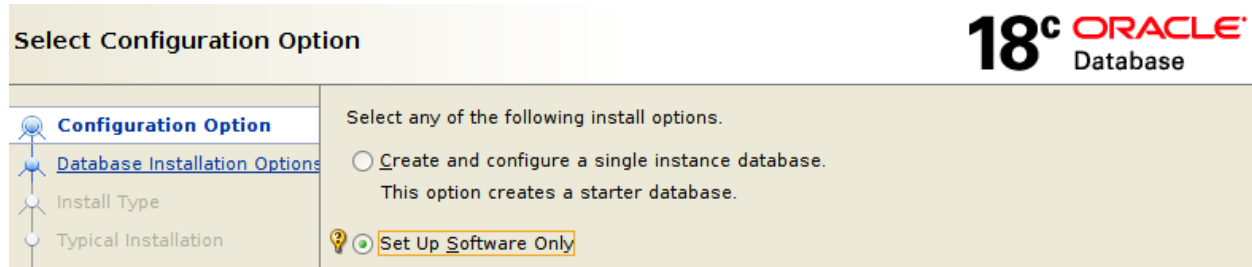 Select Configuration Option
18c ORACLE
Database
Configuration Option
Database Installation Options
Install Type
Typical Installation
Select any of the following install options.
Create and configure a single instance database.
This option creates a starter database.
Set Up Software Only